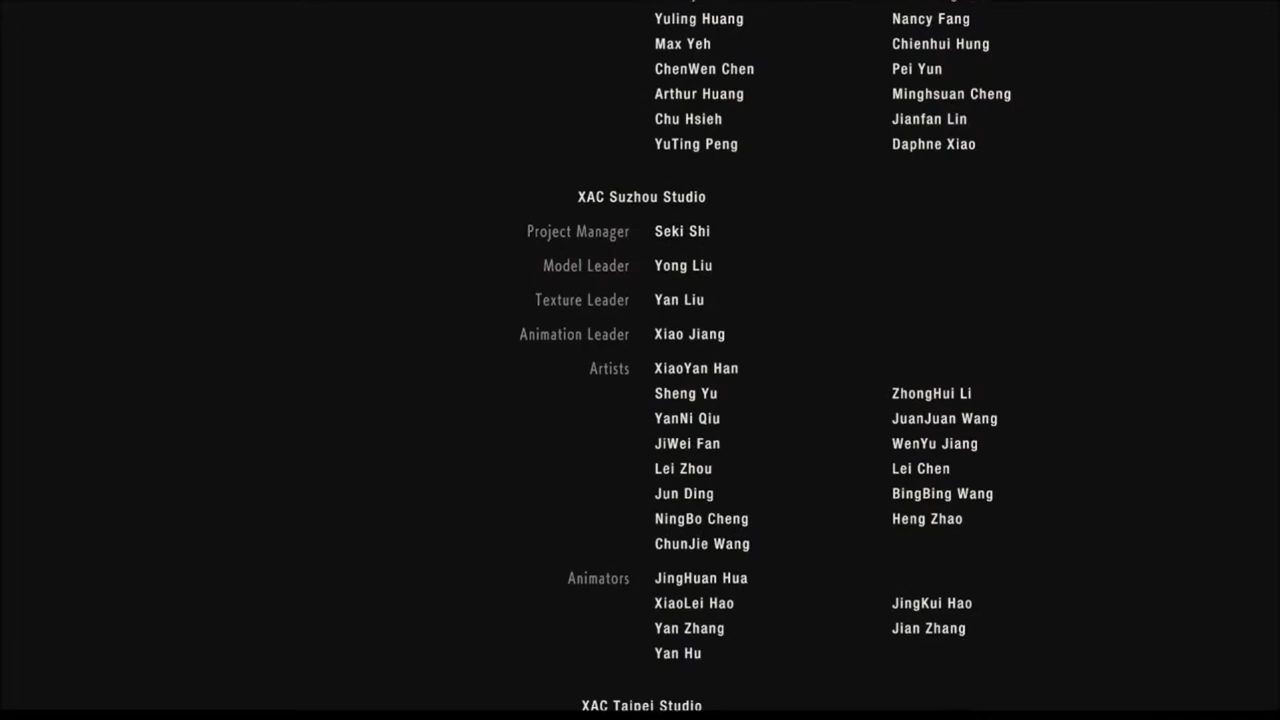 Yuling Huang Nancy Fang
Max Yeh Chienhui Hung
ChenWen Chen Pei Yun
Arthur Huang Minghsuan Cheng
Chu Hsieh Jianfan Lin
YuTing Peng Daphne Xiao
XAC Suzhou Studio
Project Manager Seki Shi
Model Leader Yong Liu
Texture Leader Yan Liu
Animation Leader Xiao Jiang
Artists XiaoYan Han
Sheng Yu ZhongHui Li
YanNi Qiu JuanJuan Wang
JiWei Fan WenYu Jiang
Lei Zhou Lei Chen
Jun Ding BingBing Wang
NingBo Cheng Heng Zhao
ChunJie Wang
Animators JingHuan Hua
XiaoLei Hao JingKui Hao
Yan Zhang Jian Zhang
Yan Hu
XAC Taipei Studio